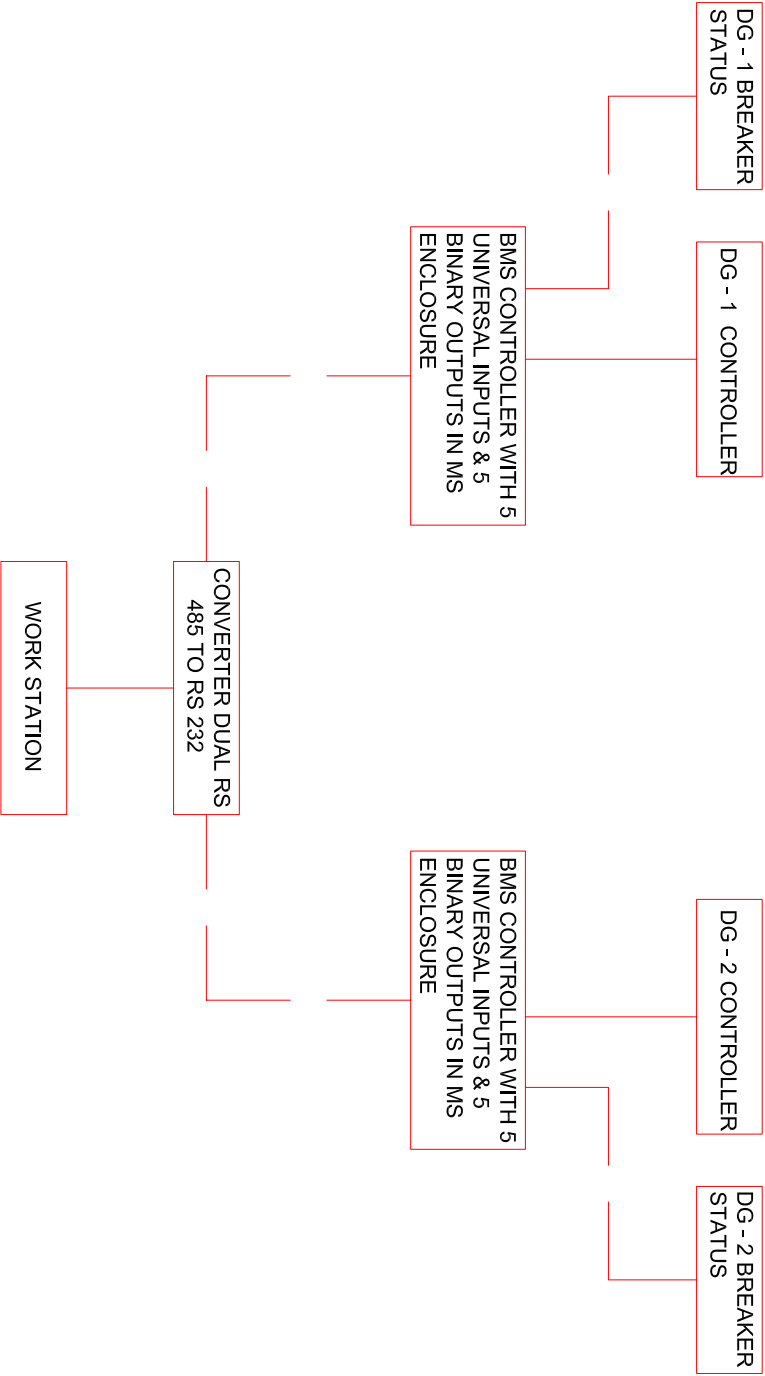 DG - 1 BREAKER
STATUS
DG - 1 CONTROLLER
DG - 2 CONTROLLER
DG - 2 BREAKER
STATUS
BMS CONTROLLER WITH 5
UNIVERSAL INPUTS & 5
BINARY OUTPUTS IN MS
ENCLOSURE
BMS CONTROLLER WITH 5
UNIVERSAL INPUTS & 5
BINARY OUTPUTS IN MS
ENCLOSURE
CONVERTER DUAL RS
485 TO RS 232
WORK STATION